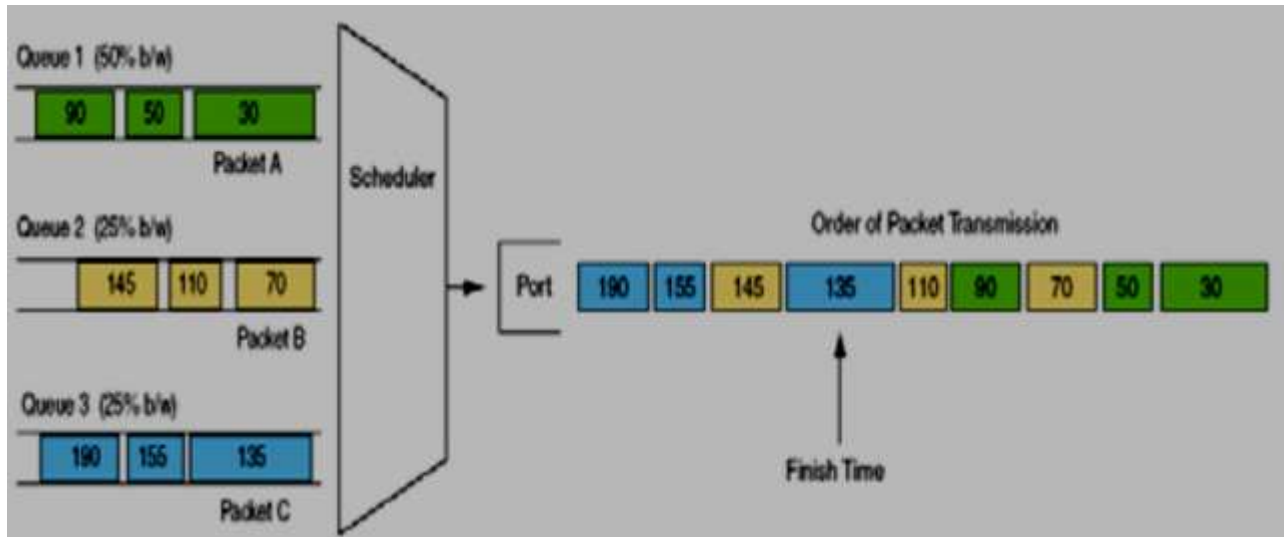 Queue 1 (50% b/w)
90 50 30
Packet A
Queue 2 (25% b/w)
145 110 70
Packet B
Queue 3 (25% b/w)
190 155 135
Packet C
Scheduler
Port
Order of Packet Transmission
190 155 145 135 110 90 70 50 30
Finish Time